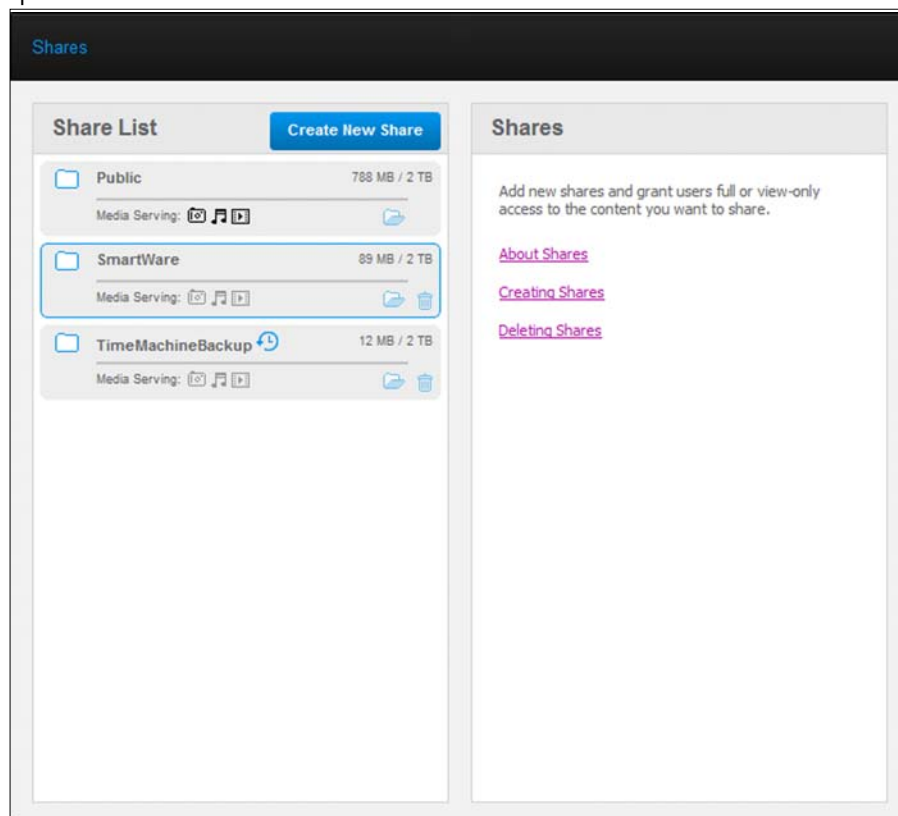 Shares
Share List
Create New Share
Public
788 MB / 2 TB
Media Serving:
SmartWare
89 MB / 2 TB
Media Serving:
TimeMachineBackup
12 MB / 2 TB
Media Serving:
Shares
Add new shares and grant users full or view-only
access to the content you want to share.
About Shares
Creating Shares
Deleting Shares